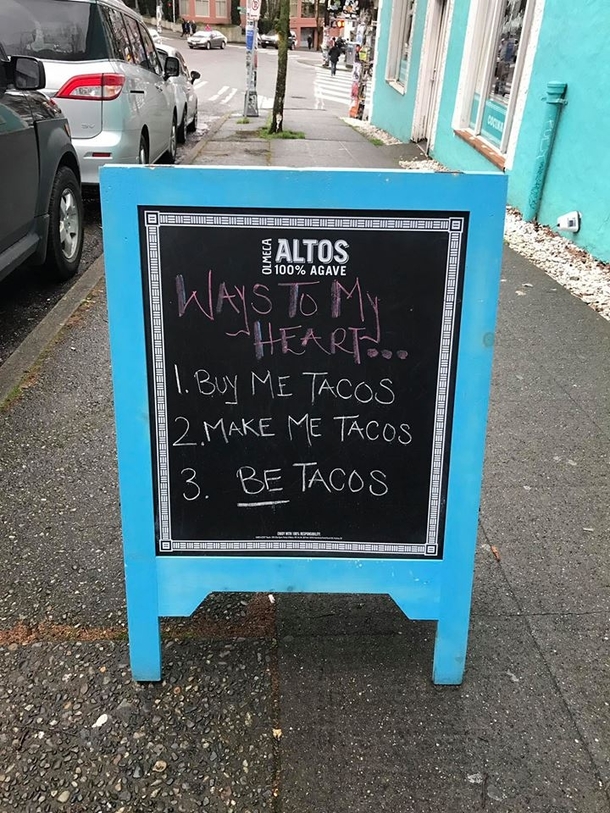 OLMECA
ALTOS
100% AGAVE
WAYS TO MY
~HEART...
1. BUY ME TACOS
2. MAKE ME TACOS
3. BE TACOS